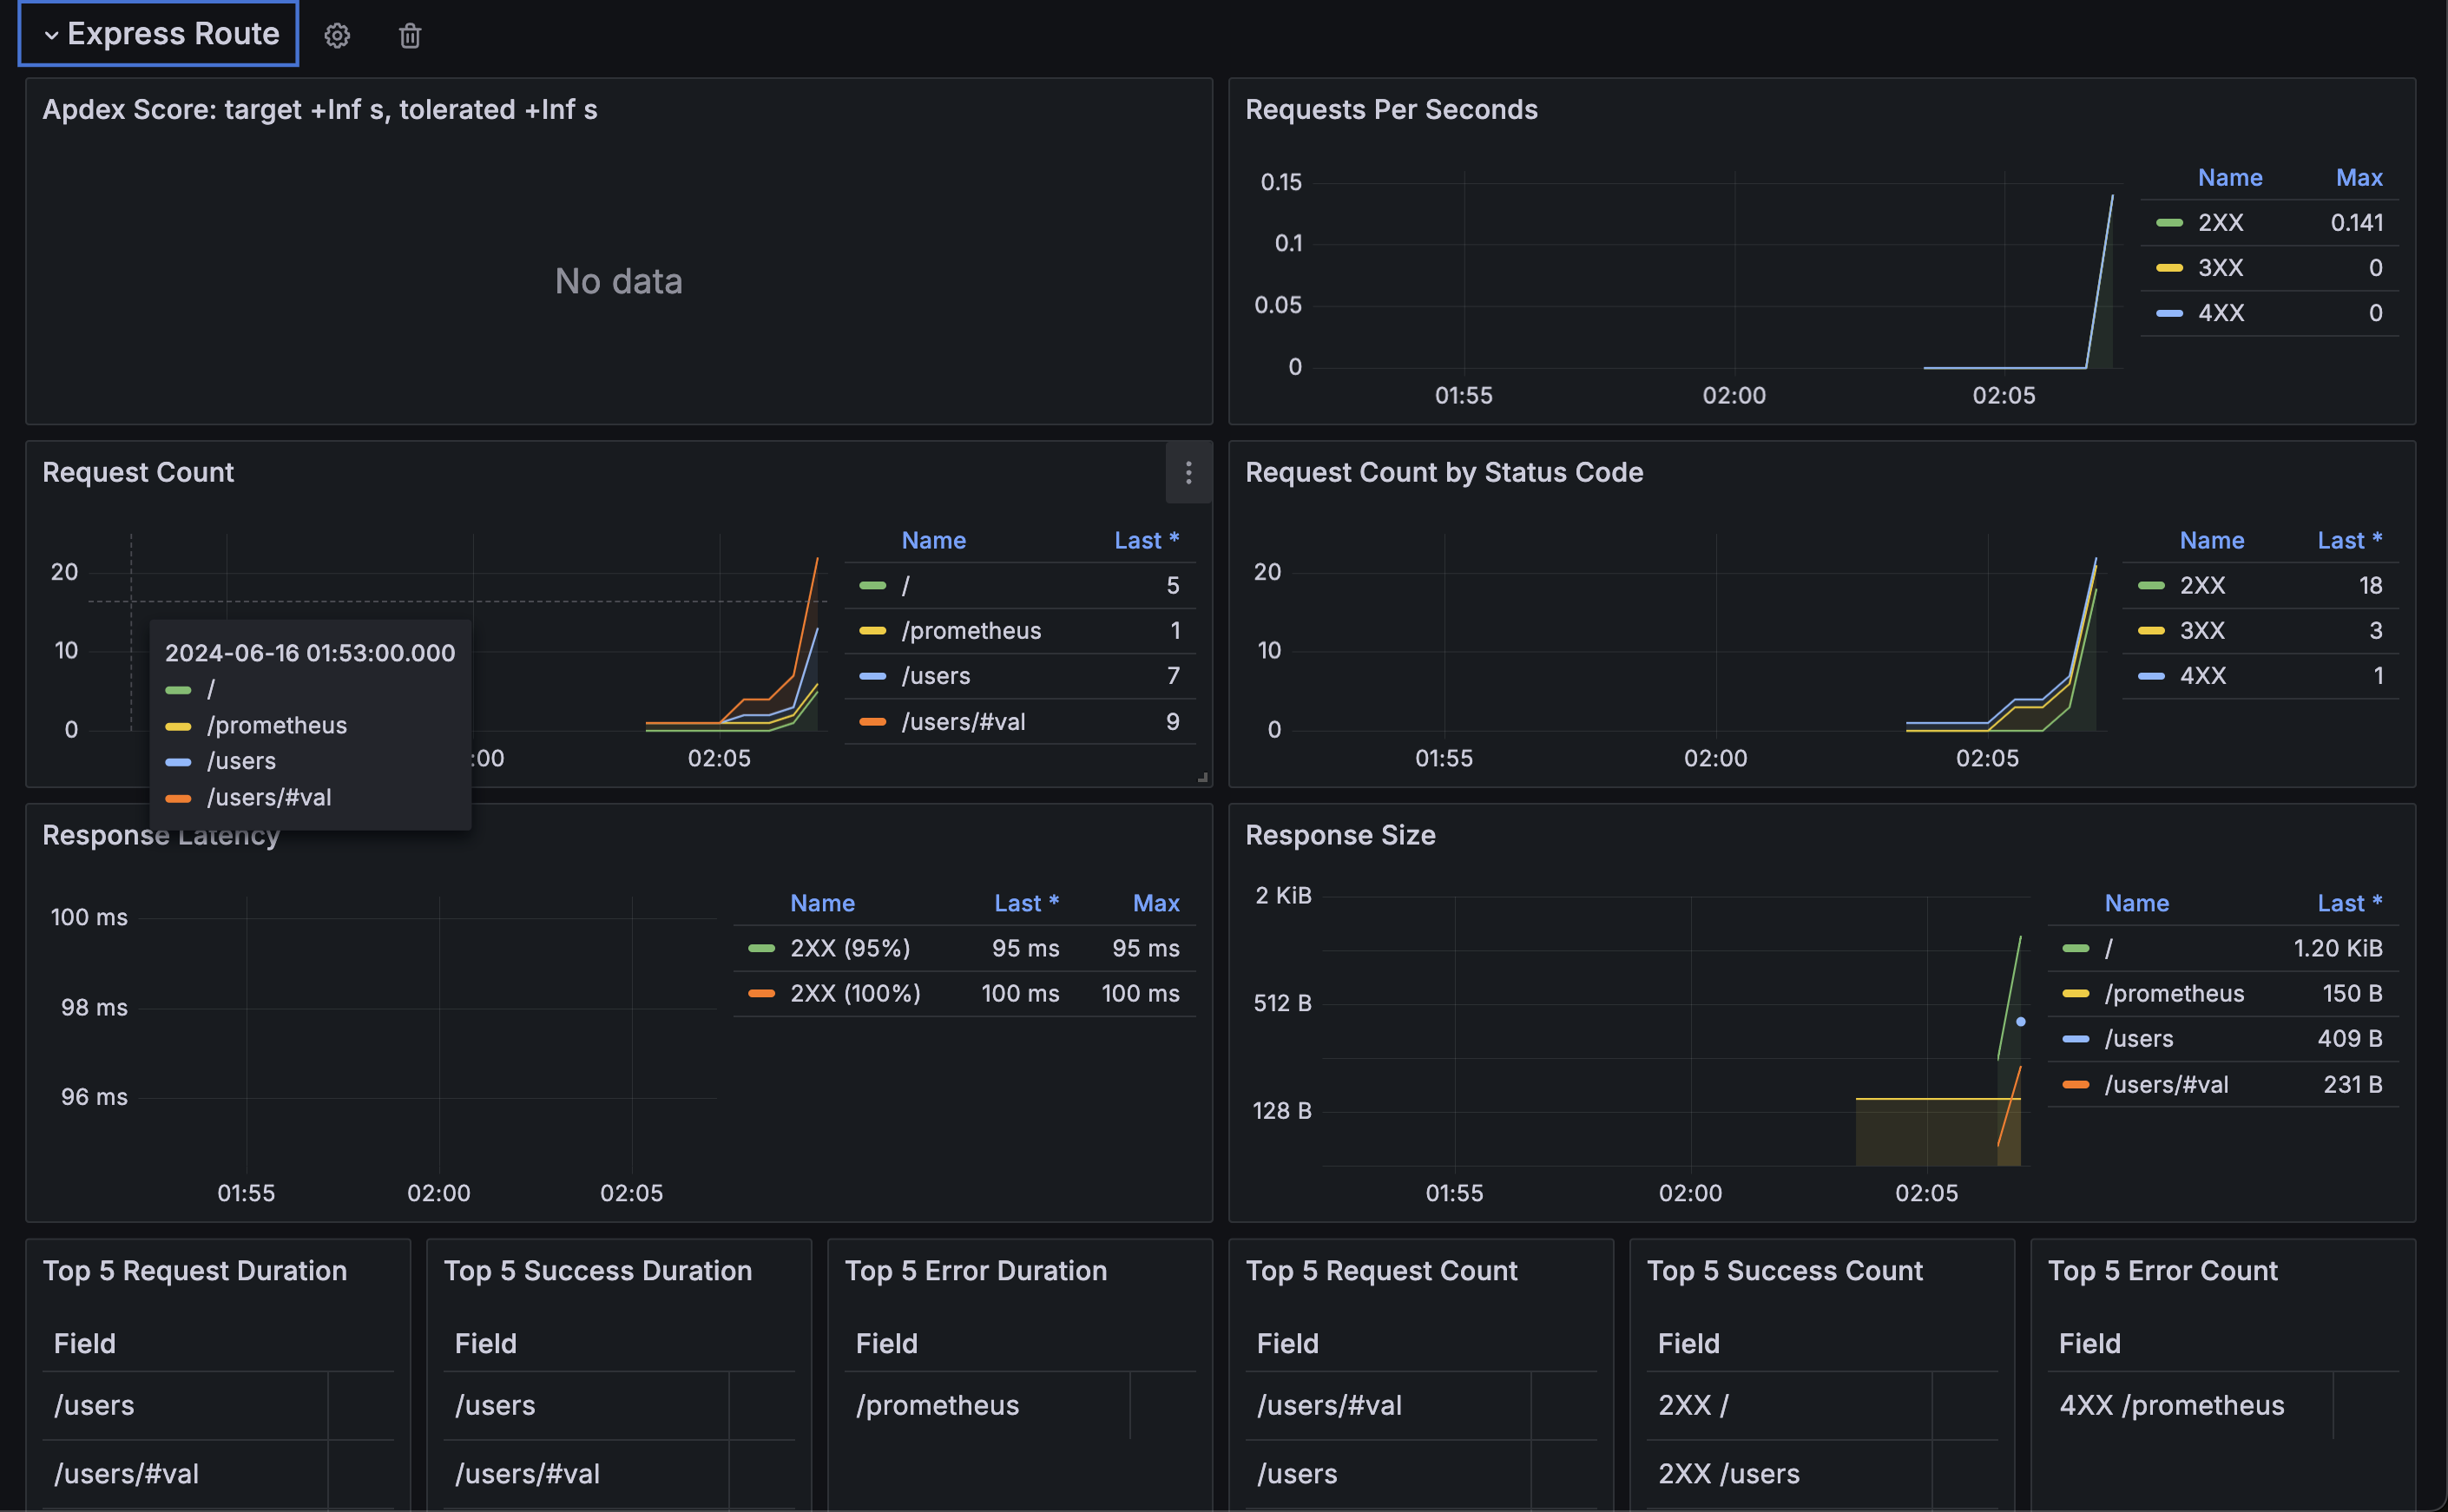 Express Route
Apdex Score: target +Inf s, tolerated +Inf s
No data
Requests Per Seconds
0.15
0.1
0.05
0
01:55 02:00 02:05
Name Max
2XX 0.141
3XX 0
4XX 0
Request Count
20
10
0
:00 02:05
2024-06-16 01:53:00.000
/
/prometheus
/users
/users/#val
Name Last *
/ 5
/prometheus 1
/users 7
/users/#val 9
Request Count by Status Code
20
10
0
01:55 02:00 02:05
Name Last *
2XX 18
3XX 3
4XX 1
Response Latency
100 ms
98 ms
96 ms
01:55 02:00 02:05
Name Last * Max
2XX (95%) 95 ms 95 ms
2XX (100%) 100 ms 100 ms
Response Size
2 KiB
512 B
128 B
01:55 02:00 02:05
Name Last *
/ 1.20 KiB
/prometheus 150 B
/users 409 B
/users/#val 231 B
Top 5 Request Duration
Field
/users
/users/#val
Top 5 Success Duration
Field
/users
/users/#val
Top 5 Error Duration
Field
/prometheus
Top 5 Request Count
Field
/users/#val
/users
Top 5 Success Count
Field
2XX /
2XX /users
Top 5 Error Count
Field
4XX /prometheus